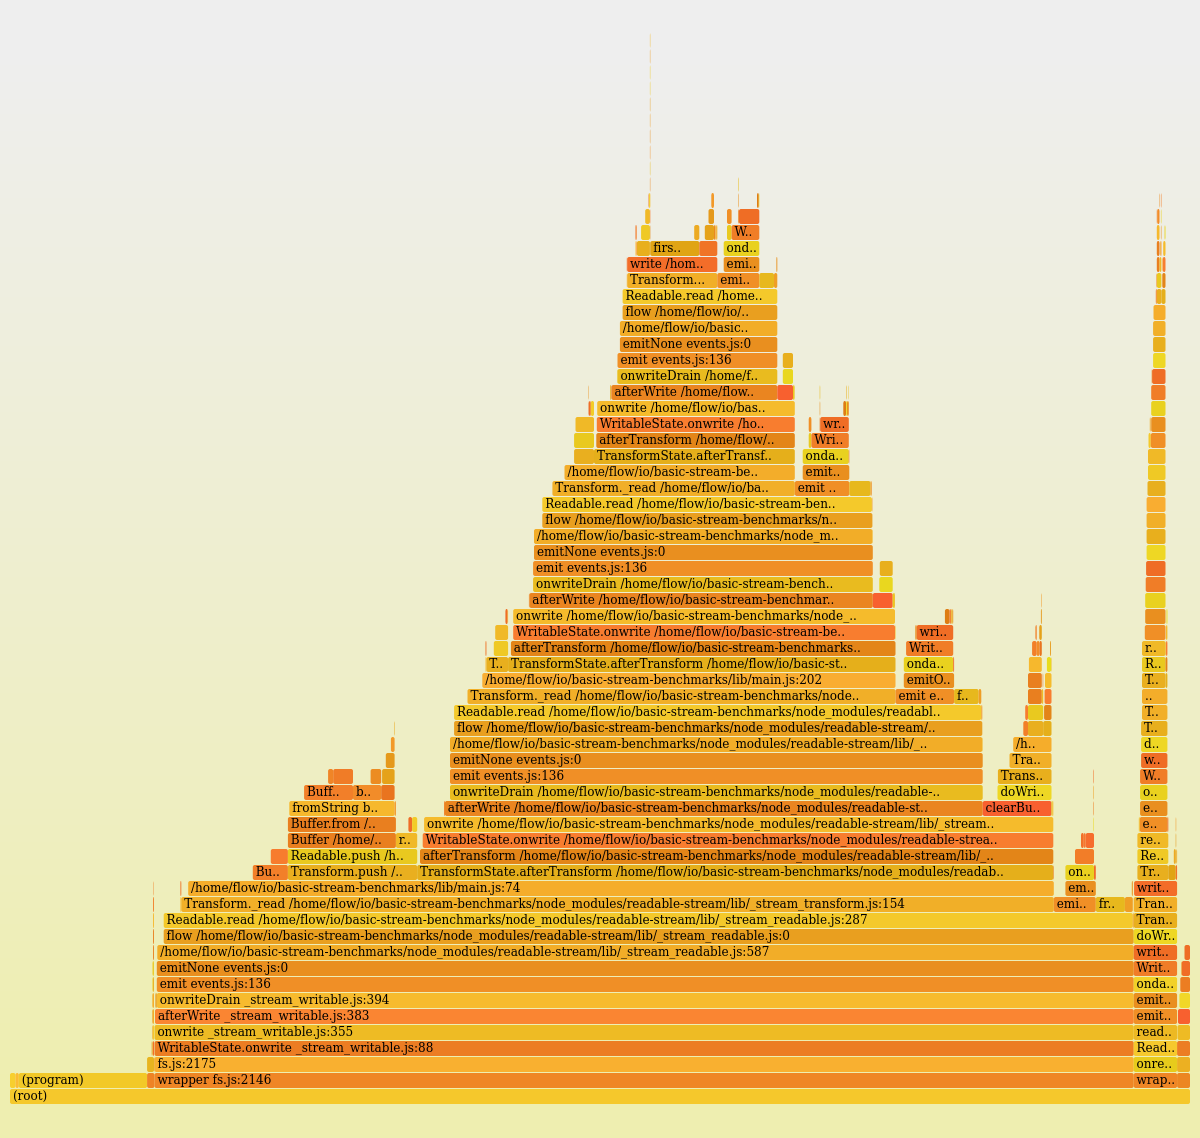 W..
firs.. ond..
write /hom.. emi..
Transform... emi..
Readable.read /home..
flow /home/flow/io/..
/home/flow/io/basic..
emitNone events.js:0
emit events.js:136
onwriteDrain /home/f..
afterWrite /home/flow..
onwrite /home/flow/io/bas..
WritableState.onwrite /ho.. wr..
afterTransform /home/flow/.. Wri..
TransformState.afterTransf.. onda..
/home/flow/io/basic-stream-be.. emit..
Transform._read /home/flow/io/ba.. emit ..
Readable.read /home/flow/io/basic-stream-ben..
flow /home/flow/io/basic-stream-benchmarks/n..
/home/flow/io/basic-stream-benchmarks/node_m..
emitNone events.js:0
emit events.js:136
onwriteDrain /home/flow/io/basic-stream-bench..
afterWrite /home/flow/io/basic-stream-benchmar..
onwrite /home/flow/io/basic-stream-benchmarks/node_..
WritableState.onwrite /home/flow/io/basic-stream-be.. wri..
afterTransform /home/flow/io/basic-stream-benchmarks.. Writ.. r..
T.. TransformState.afterTransform /home/flow/io/basic-st.. onda.. R..
/home/flow/io/basic-stream-benchmarks/lib/main.js:202 emitO.. T..
Transform._read /home/flow/io/basic-stream-benchmarks/node.. emit e.. f.. ..
Readable.read /home/flow/io/basic-stream-benchmarks/node_modules/readabl.. T..
flow /home/flow/io/basic-stream-benchmarks/node_modules/readable-stream/.. T..
/home/flow/io/basic-stream-benchmarks/node_modules/readable-stream/lib/_.. /h.. d..
emitNone events.js:0 Tra.. w..
emit events.js:136 Trans.. W..
Buff.. b.. onwriteDrain /home/flow/io/basic-stream-benchmarks/node_modules/readable-.. doWri.. o..
fromString b.. afterWrite /home/flow/io/basic-stream-benchmarks/node_modules/readable-st.. clearBu.. e..
Buffer.from /.. onwrite /home/flow/io/basic-stream-benchmarks/node_modules/readable-stream/lib/_stream.. e..
Buffer /home/.. r.. WritableState.onwrite /home/flow/io/basic-stream-benchmarks/node_modules/readable-strea.. re..
Readable.push /h.. afterTransform /home/flow/io/basic-stream-benchmarks/node_modules/readable-stream/lib/_.. Re..
Bu.. Transform.push /.. TransformState.afterTransform /home/flow/io/basic-stream-benchmarks/node_modules/readab.. on.. Tr..
/home/flow/io/basic-stream-benchmarks/lib/main.js:74 em.. writ..
Transform._read /home/flow/io/basic-stream-benchmarks/node_modules/readable-stream/lib/_stream_transform.js:154 emi.. fr.. Tran..
Readable.read /home/flow/io/basic-stream-benchmarks/node_modules/readable-stream/lib/_stream_readable.js:287 Tran..
flow /home/flow/io/basic-stream-benchmarks/node_modules/readable-stream/lib/_stream_readable.js:0 doWr..
/home/flow/io/basic-stream-benchmarks/node_modules/readable-stream/lib/_stream_readable.js:587 writ..
emitNone events.js:0 Writ..
emit events.js:136 onda..
onwriteDrain _stream_writable.js:394 emit..
afterWrite _stream_writable.js:383 emit..
onwrite _stream_writable.js:355 read..
WritableState.onwrite _stream_writable.js:88 Read..
fs.js:2175 onre..
(program) wrapper fs.js:2146 wrap..
(root)